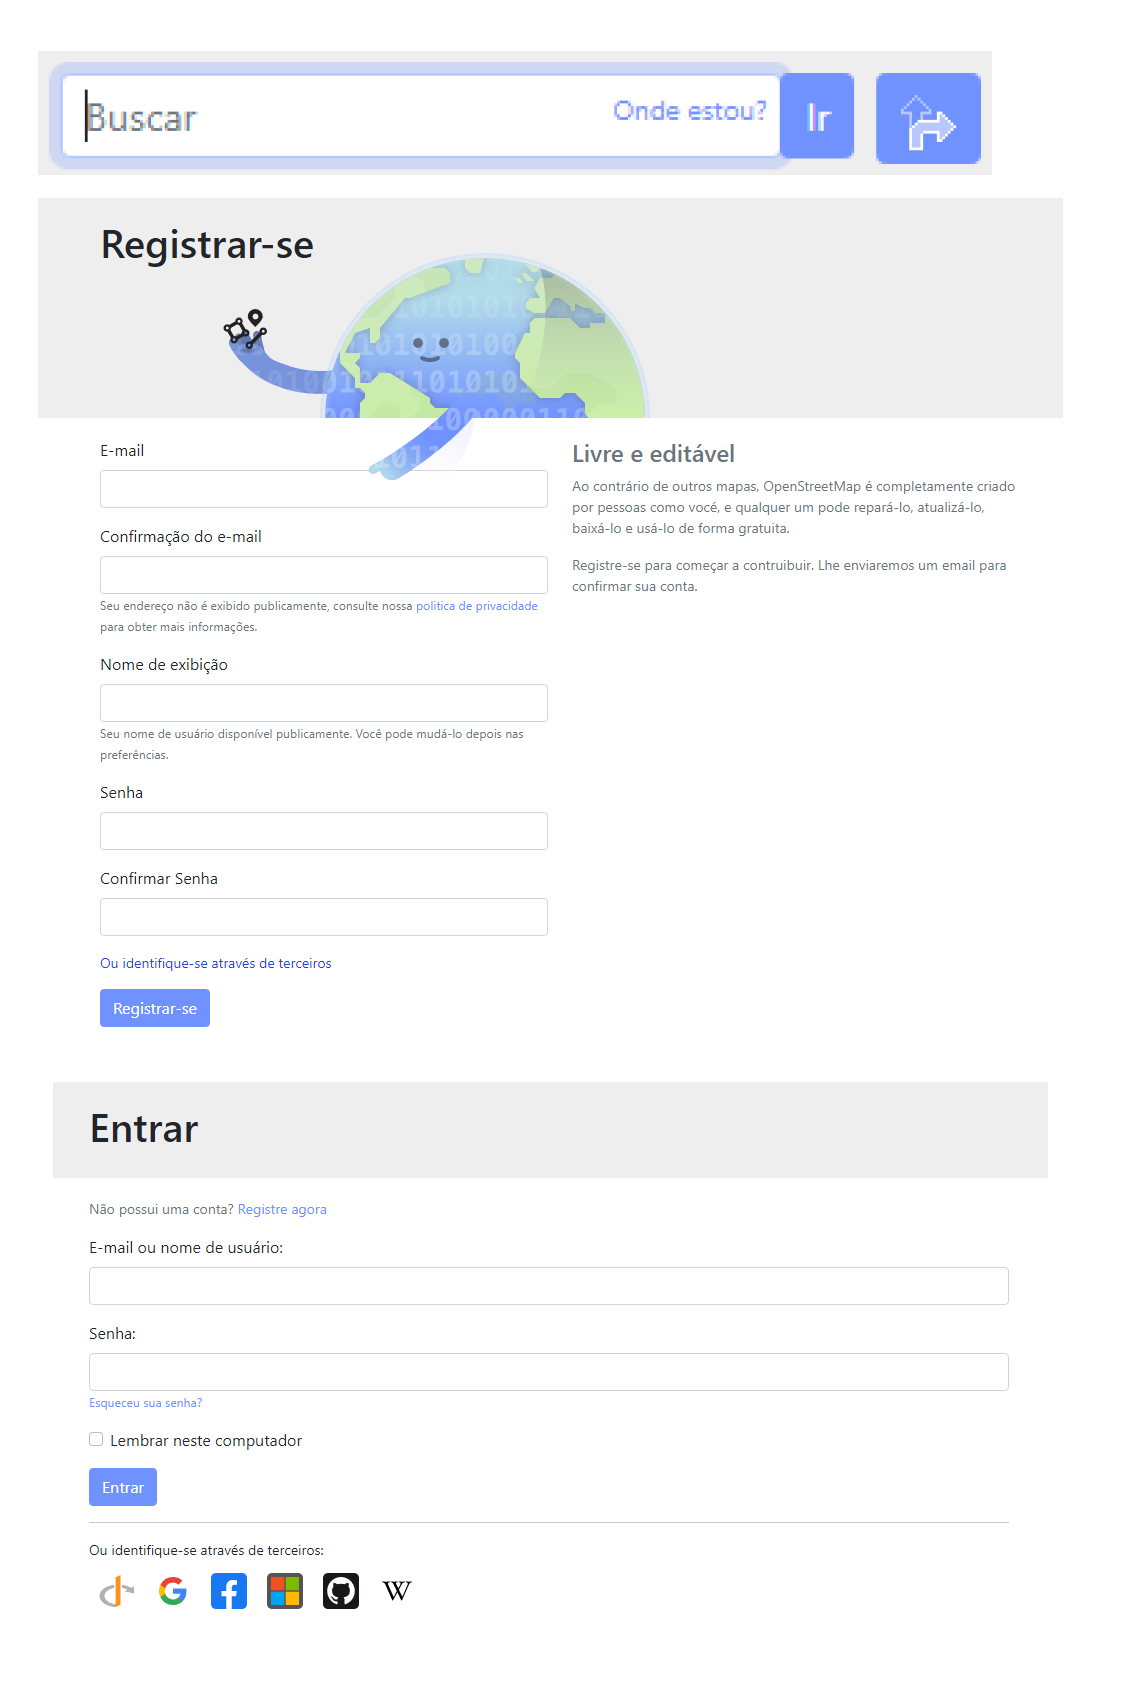 Buscar
Onde estou?
Ir
Registrar-se
E-mail
Confirmação do e-mail
Seu endereço não é exibido publicamente, consulte nossa politica de privacidade
para obter mais informações.
Nome de exibição
Seu nome de usuário disponível publicamente. Você pode mudá-lo depois nas
preferências.
Senha
Confirmar Senha
Ou identifique-se através de terceiros
Registrar-se
Livre e editável
Ao contrário de outros mapas, OpenStreetMap é completamente criado
por pessoas como vocé, e qualquer um pode repará-lo, atualizá-lo,
baixá-lo e usá-lo de forma gratuita.
Registre-se para começar a contruibuir. Lhe enviaremos um email para
confirmar sua conta.
Entrar
Não possui uma conta? Registre agora
E-mail ou nome de usuário:
Senha:
Esqueceu sua senha?
Lembrar neste computador
Entrar
Ou identifique-se através de terceiros: